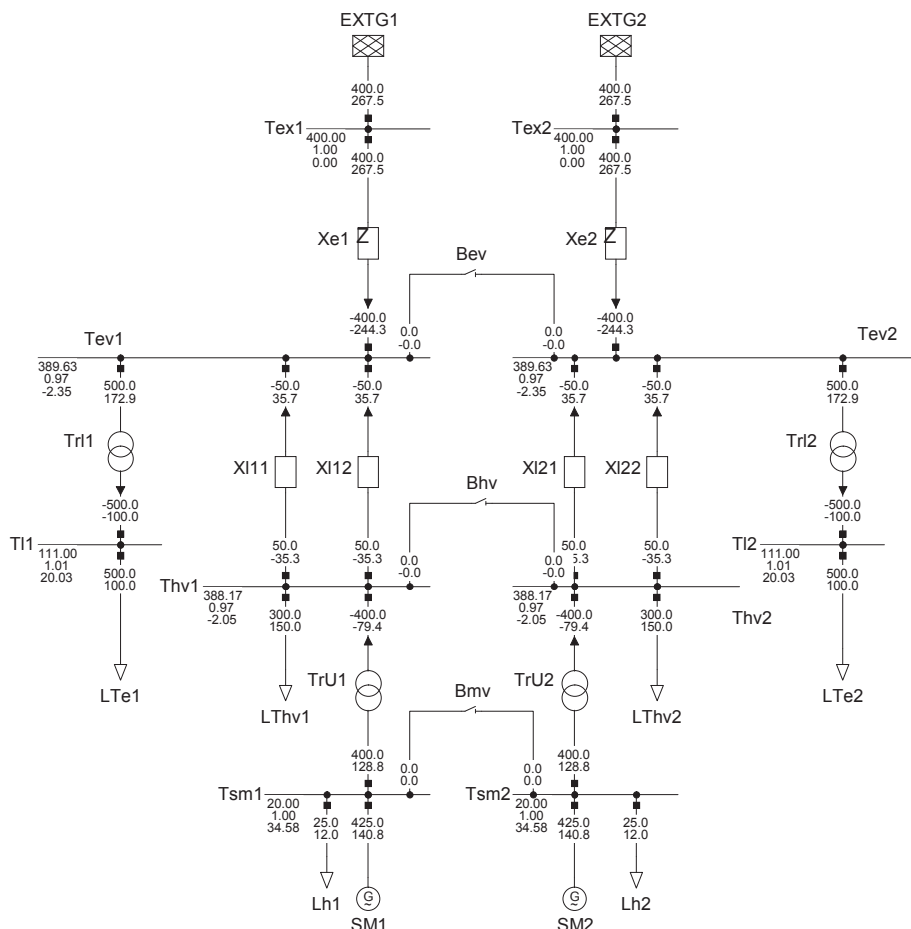 EXTG1 EXTG2
400.0 400.0
267.5 267.5
Tex1 Tex2
400.00 400.00
1.00 1.00
0.00 0.00
400.0 400.0
267.5 267.5
Xe1 Z Xe2 Z
Bev
-400.0 -400.0
-244.3 -244.3
0.0 0.0
-0.0 -0.0
Tev1 Tev2
389.63 389.63
0.97 0.97
-2.35 -2.35
500.0 -50.0 -50.0 -50.0 -50.0 500.0
172.9 35.7 35.7 35.7 35.7 172.9
Trl1 Trl2
Xl11 Xl12 Xl21 Xl22
Bhv
-500.0 -500.0
-100.0 -100.0
Tl1 Tl2
111.00 111.00
1.01 1.01
20.03 20.03
500.0 500.0
100.0 100.0
50.0 50.0 0.0 0.0 50.0 50.0
-35.3 -35.3 -0.0 -0.0 5.3 -35.3
Thv1 Thv2
388.17 388.17
0.97 0.97
-2.05 -2.05
300.0 -400.0 -400.0 300.0
150.0 -79.4 -79.4 150.0
LTe1 LTe2
TrU1 TrU2
LThv1 LThv2
Bmv
400.0 0.0 0.0 400.0
128.8 0.0 0.0 128.8
Tsm1 Tsm2
20.00 20.00
1.00 1.00
34.58 34.58
25.0 425.0 425.0 25.0
12.0 140.8 140.8 12.0
G G
~ ~
Lh1 SM1 SM2 Lh2